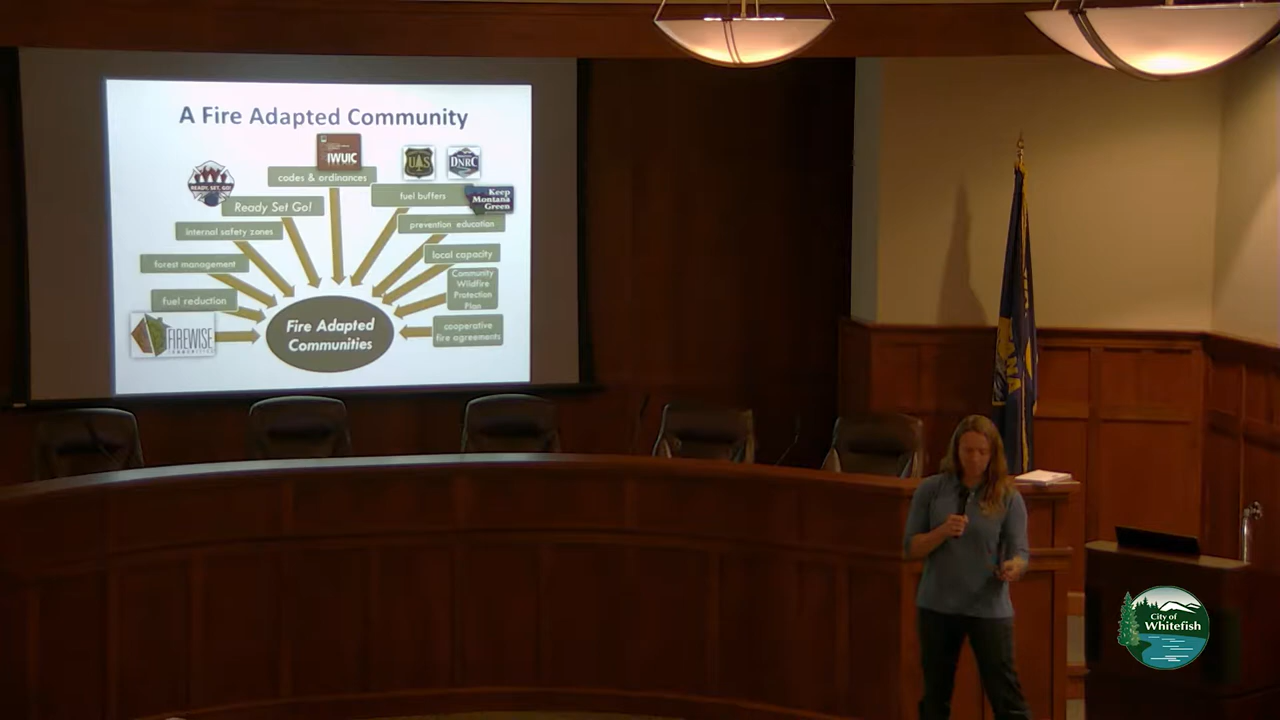 A Fire Adapted Community
IWUIC
codes & ordinances
UAS
DNRC
READY, SET, GO!
Ready Set Go!
fuel buffers
Keep
Montana
Green
internal safety zones
prevention education
forest management
local capacity
fuel reduction
Community
Wildfire
Protection
Plan
FIREWISE
COMMUNITIES
Fire Adapted
Communities
cooperative
fire agreements
City of
Whitefish